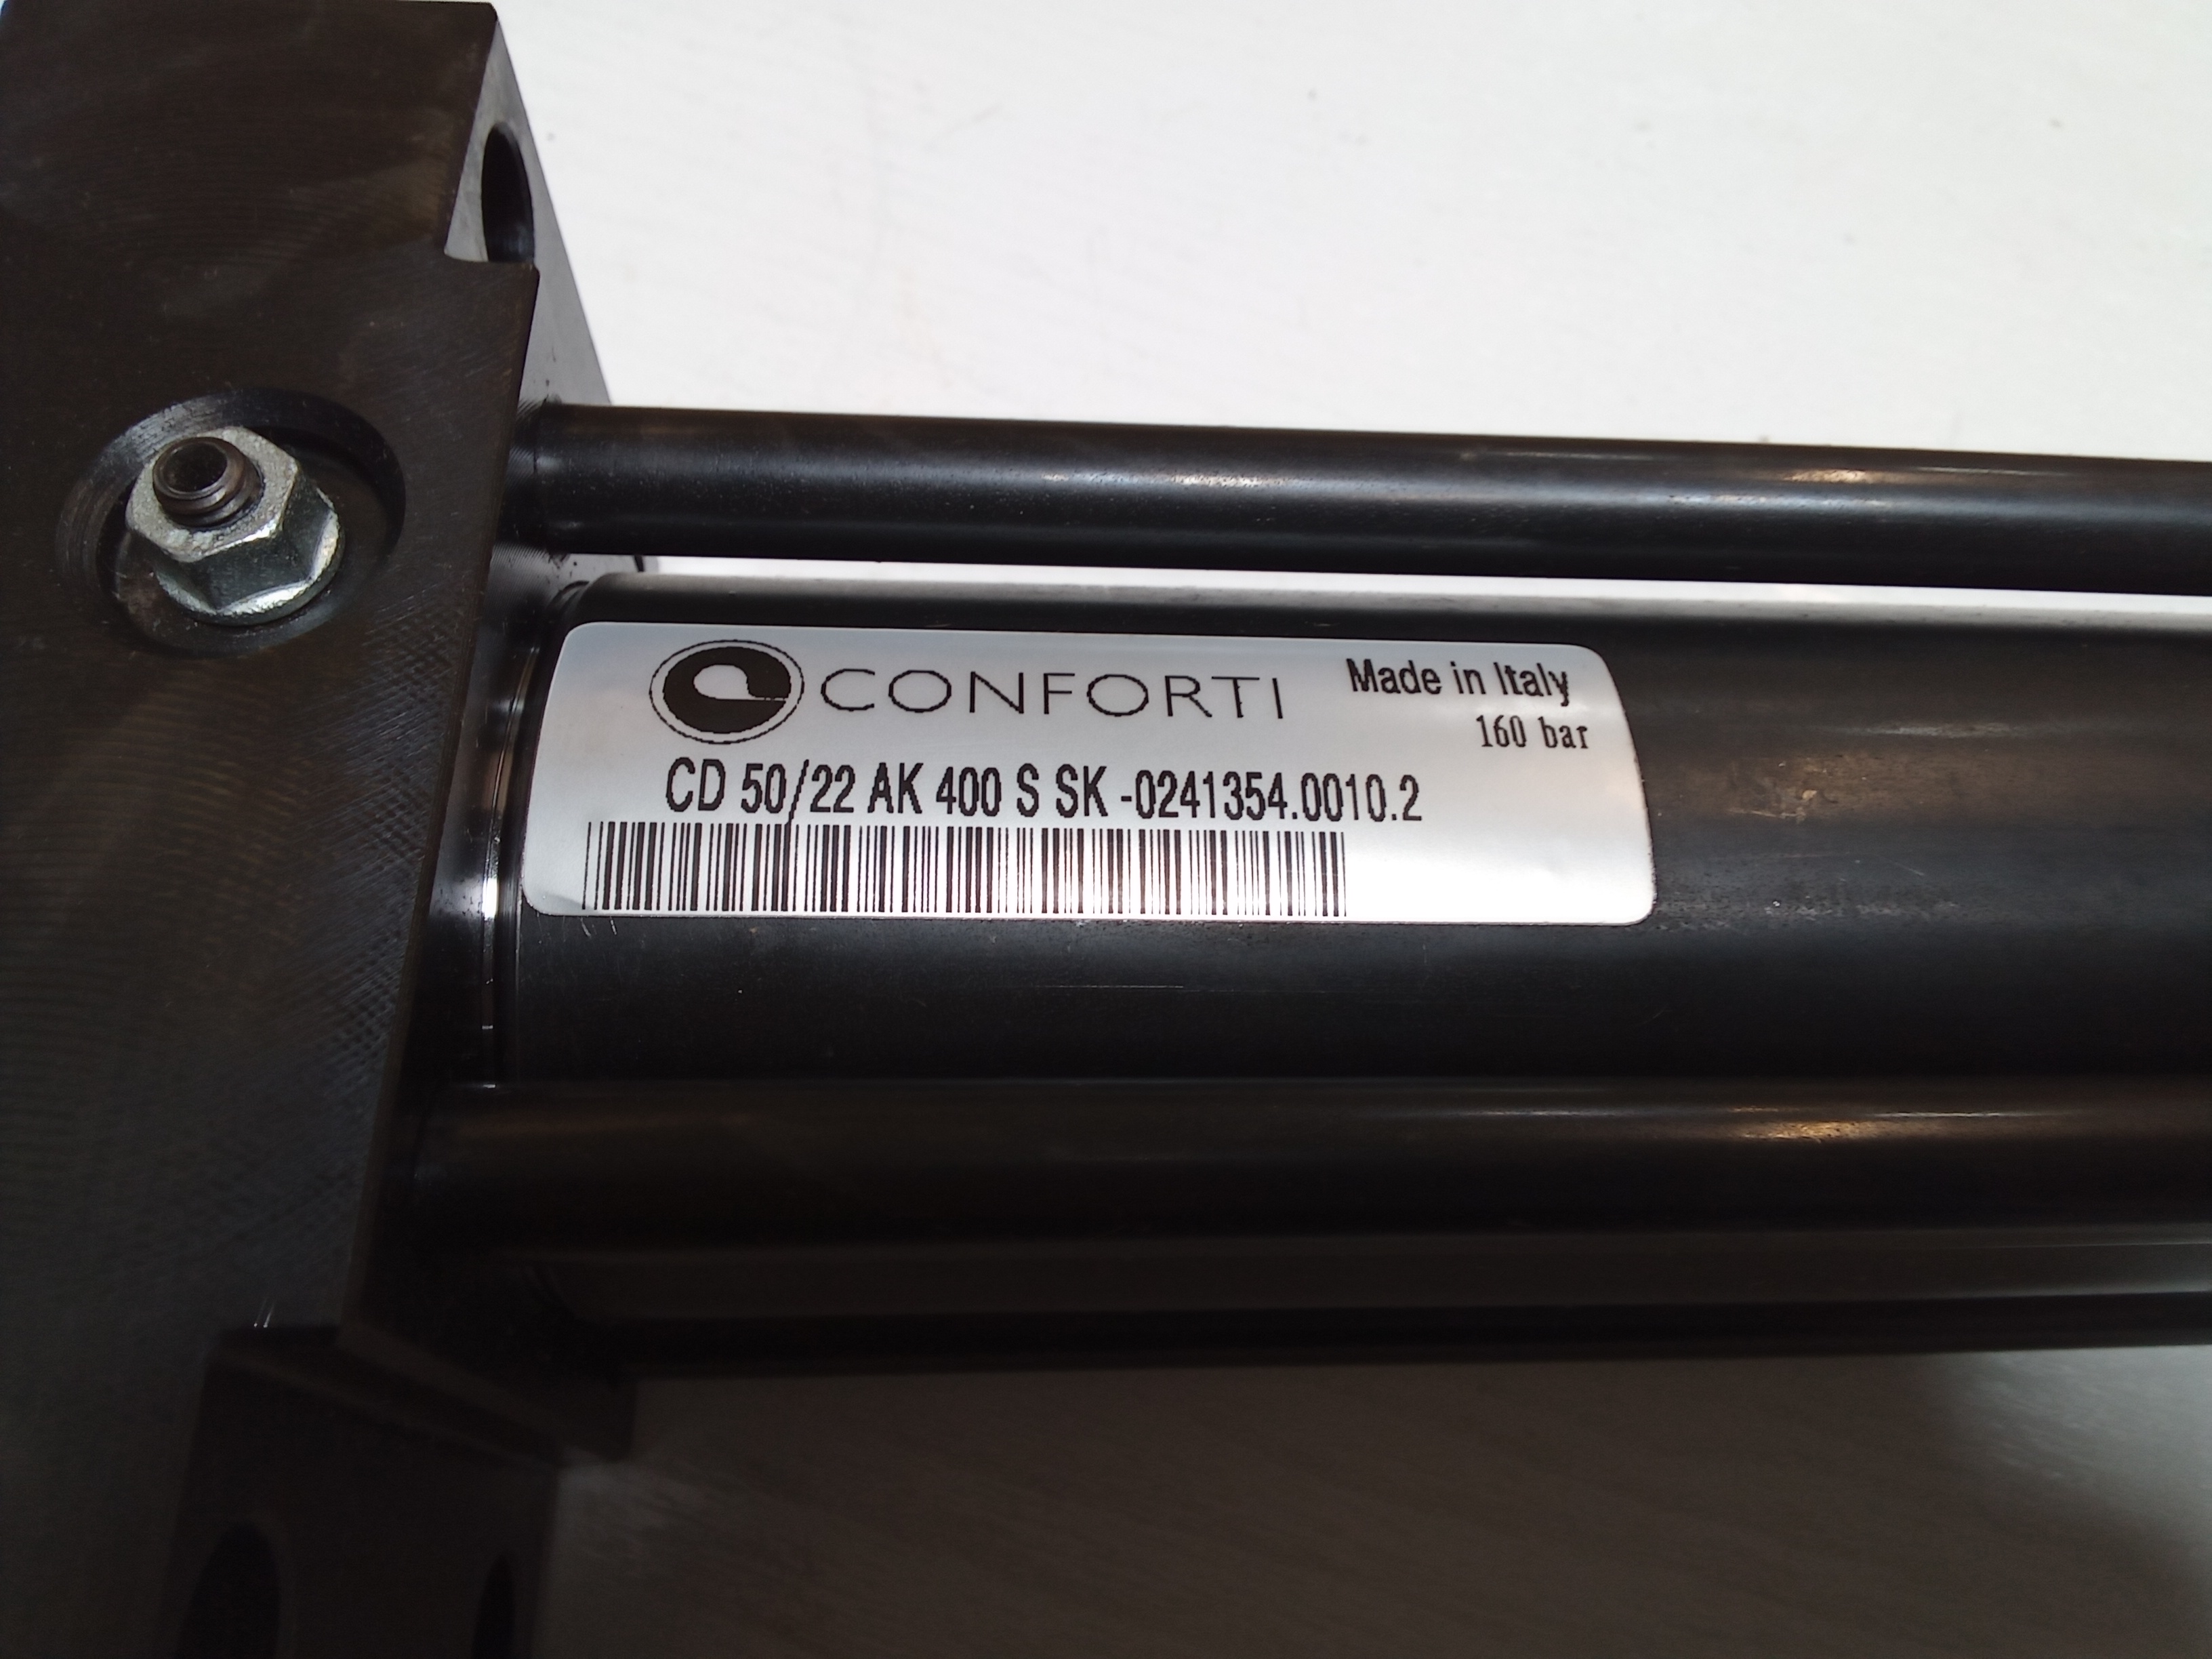 CONFORTI
Made in Italy
160 bar
CD 50/22 AK 400 S SK -0241354.0010.2